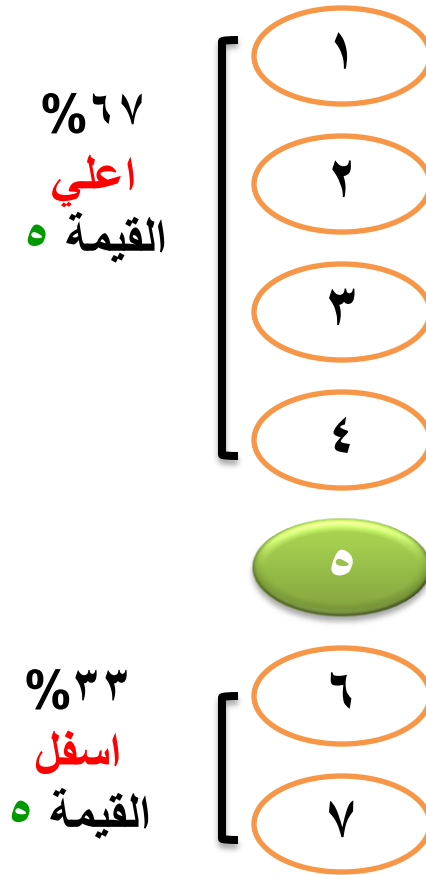 ١
٢
٣
٤
٥
٦
٧
%٦٧
اعلي
القيمة ٥
%٣٣
اسفل
القيمة ٥